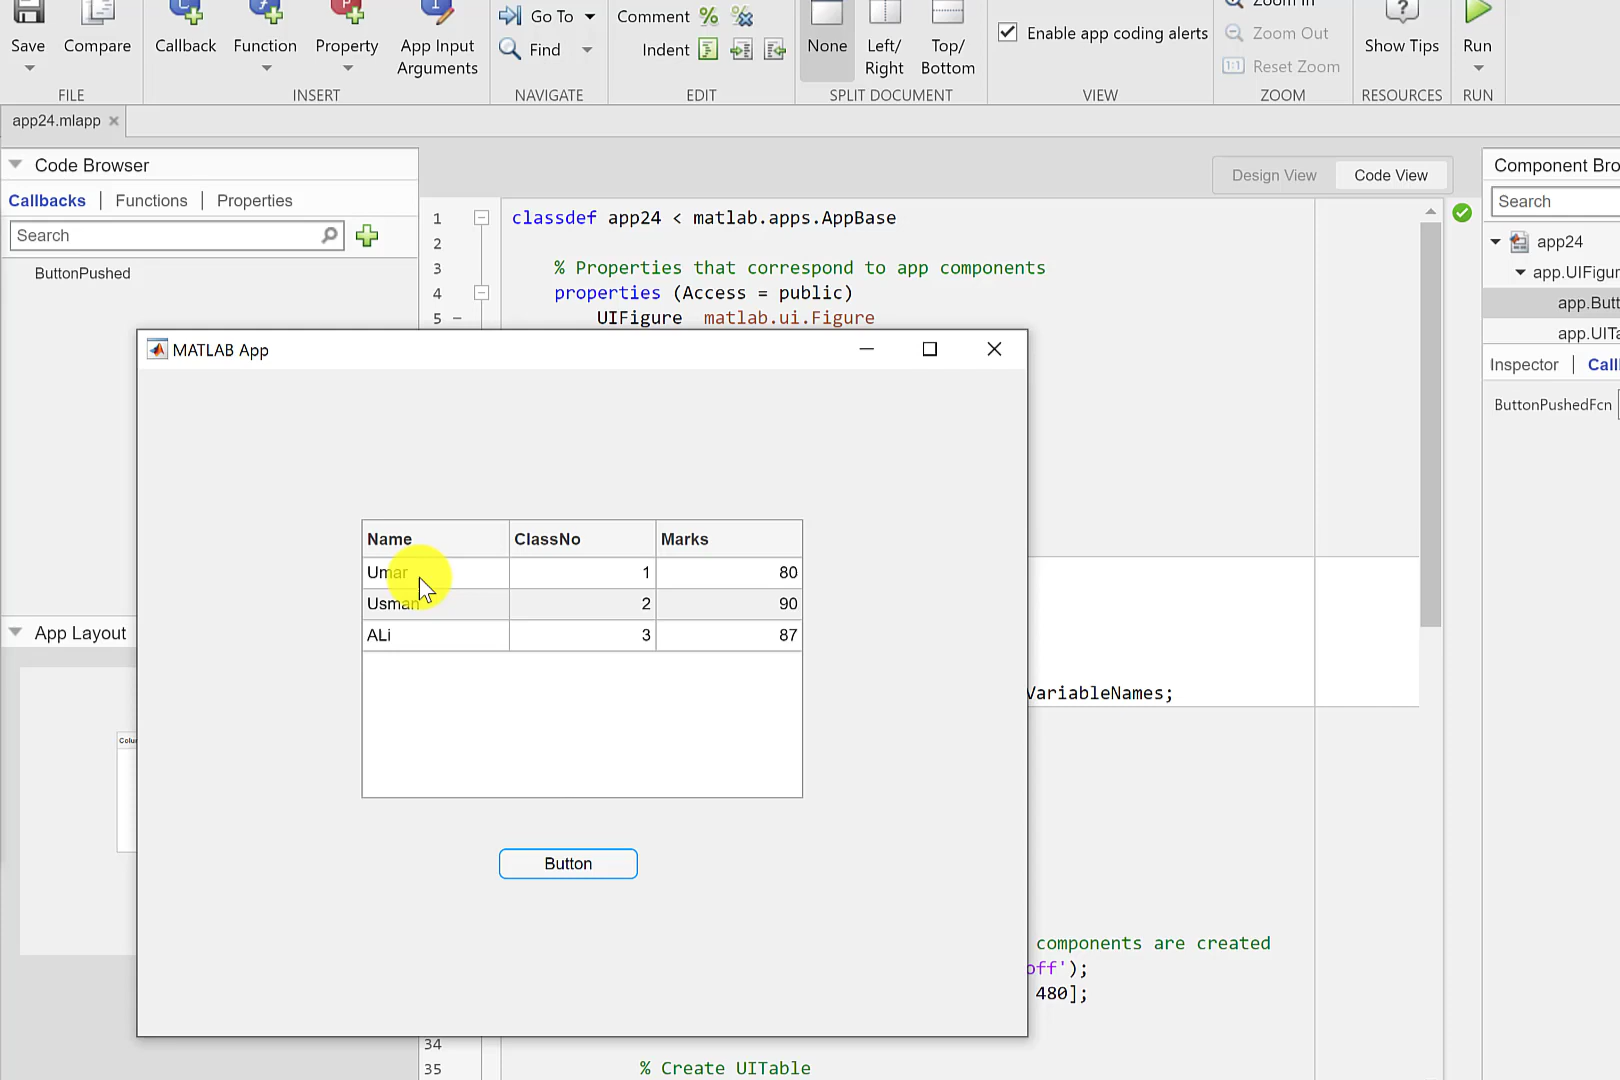 Save
Compare
Callback
Function
Property
App Input
Arguments
Go To
Find
Comment
Indent
None
Left/
Right
Top/
Bottom
Enable app coding alerts
Zoom In
Zoom Out
1:1 Reset Zoom
Show Tips
Run
FILE
INSERT
NAVIGATE
EDIT
SPLIT DOCUMENT
VIEW
ZOOM
RESOURCES
RUN
app24.mlapp
Code Browser
Callbacks | Functions | Properties
Search
ButtonPushed
App Layout
Design View
Code View
1 classdef app24 < matlab.apps.AppBase
2
3 % Properties that correspond to app components
4 properties (Access = public)
5 UIFigure matlab.ui.Figure
MATLAB App
Name ClassNo Marks
Umar 1 80
Usman 2 90
ALi 3 87
Button
VariableNames;
components are created
off');
480];
34
35 % Create UITable
Component Bro
Search
app24
app.UIFigur
app.Butt
app.UITa
Inspector | Call
ButtonPushedFcn